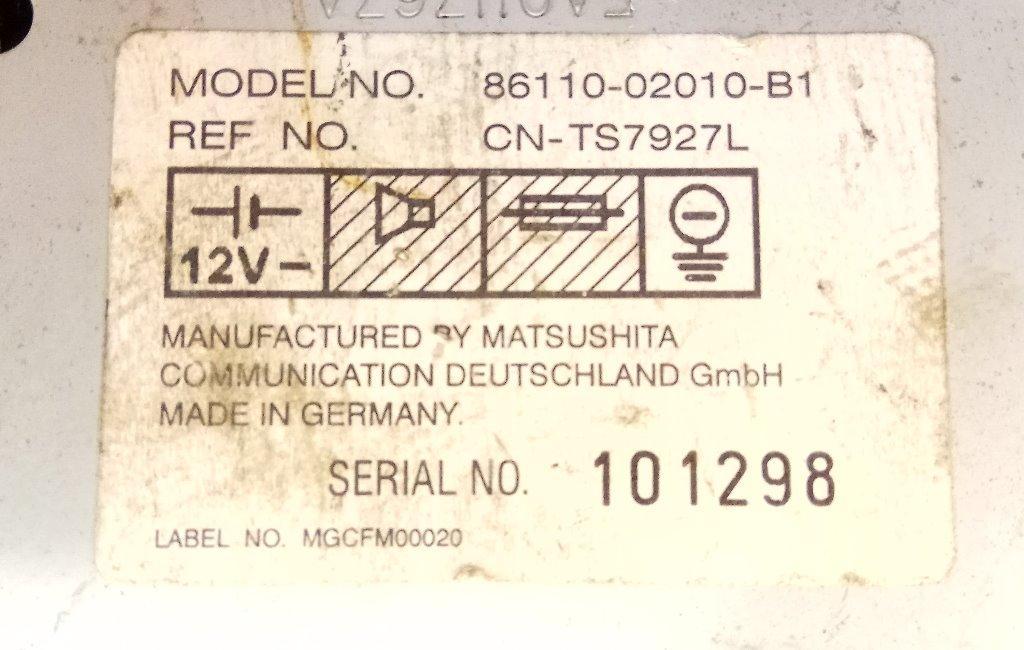 MODEL NO. 86110-02010-B1
REF NO. CN-TS7927L
12V
MANUFACTURED BY MATSUSHITA
COMMUNICATION DEUTSCHLAND GmbH
MADE IN GERMANY.
SERIAL NO. 101298
LABEL NO. MGCFM00020